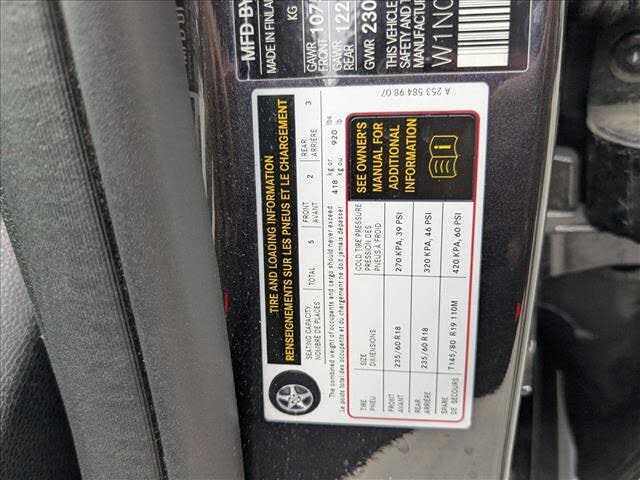 MFD BY
MADE IN FINLAN
KG
GAWR FRONT 107
GAWR REAR 122
GVWR 230
THIS VEHICLE
SAFETY AND T
MANUFACTUR
W1NC
TIRE AND LOADING INFORMATION
RENSEIGNEMENTS SUR LES PNEUS ET LE CHARGEMENT
SEATING CAPACITY TOTAL 5 FRONT 2 REAR 3
NOMBRE DE PLACES AVANT ARRIÈRE
The combined weight of occupants and cargo should never exceed 418 kg or 920 lbs.
Le poids total des occupants et du chargement ne doit jamais dépasser kg ou lb
TIRE SIZE COLD TIRE PRESSURE
PNEU DIMENSIONS PRESSION DES PNEUS À FROID
FRONT AVANT 235/60 R18 270 KPA, 39 PSI
REAR ARRIÈRE 235/60 R18 320 KPA, 46 PSI
SPARE DE SECOURS T145/80 R19 110M 420 KPA, 60 PSI
SEE OWNER'S
MANUAL FOR
ADDITIONAL
INFORMATION
A 253 584 98 07